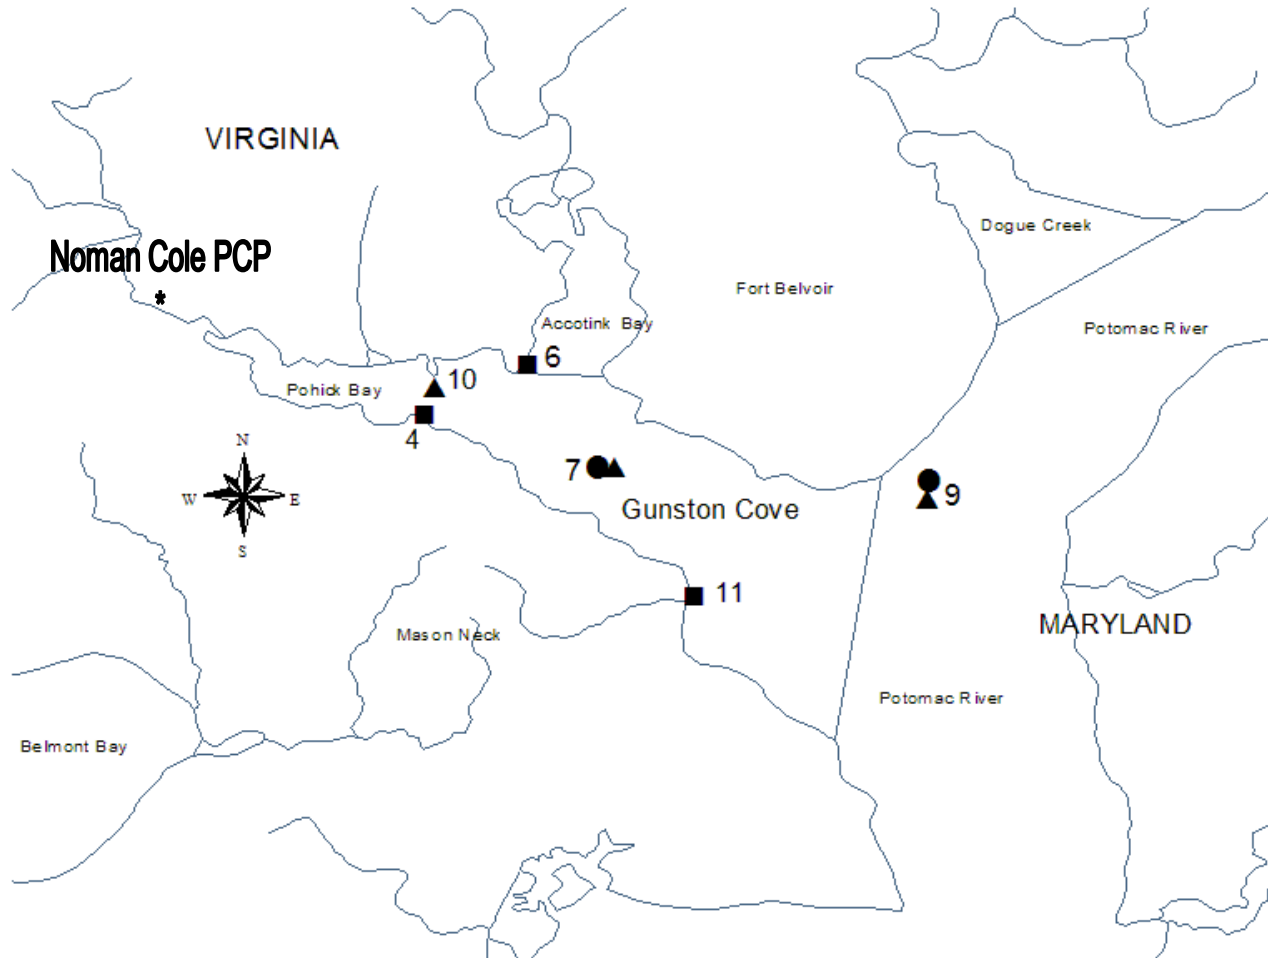 VIRGINIA
Dogue Creek
Noman Cole PCP
*
Fort Belvoir
Accotink Bay
Potomac River
6
10
Pohick Bay
4
N
W E
S
7
9
Gunston Cove
11
MARYLAND
Mason Neck
Potomac River
Belmont Bay